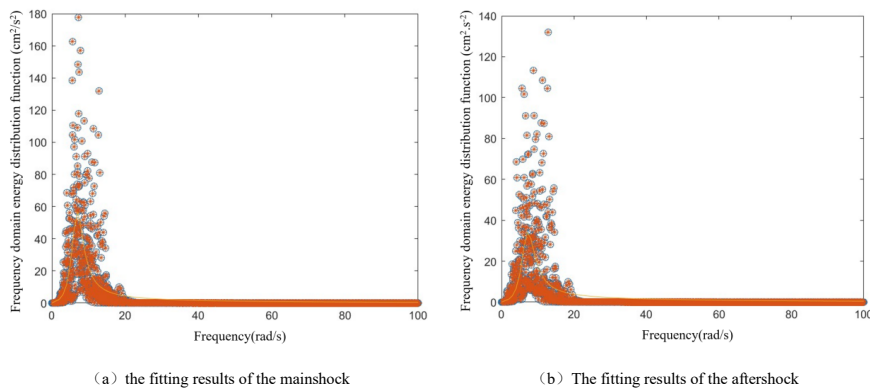 Frequency domain energy distribution function (cm²/s²)
180
160
140
120
100
80
60
40
20
0
0 20 40 60 80 100
Frequency(rad/s)
(a) the fitting results of the mainshock
Frequency domain energy distribution function (cm².s⁻²)
140
120
100
80
60
40
20
0
0 20 40 60 80 100
Frequency(rad/s)
(b) The fitting results of the aftershock